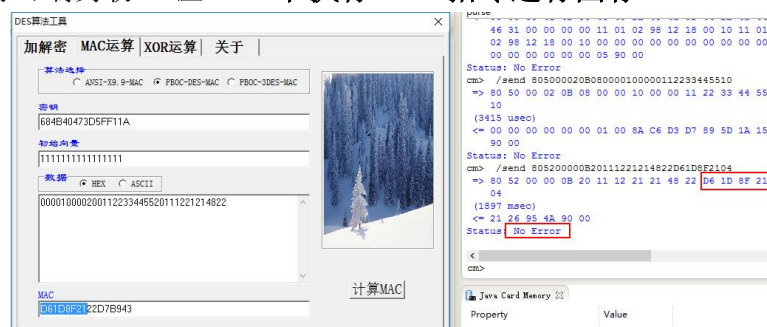 DES算法工具
加解密 MAC运算 XOR运算 关于
算法选择
ANSI-X9.9-MAC PBOC-DES-MAC PBOC-3DES-MAC
密钥
684B40473D5FF11A
初始向量
1111111111111111
数据 HEX ASCII
0000100002001122334455201112212148 22
MAC
D61D8F2122D7B943
计算MAC
46 31 00 00 00 00 11 01 02 98 12 18 00 10 11 01
02 98 12 18 00 10 00 00 00 00 00 00 00 00 00 00
00 00 00 00 00 00 05 90 00
Status: No Error
cm> /send 805000020B080000100000112233445510
=> 80 50 00 02 0B 08 00 00 10 00 00 11 22 33 44 55
10
(3415 usec)
<= 00 00 00 00 00 00 01 00 8A C6 D3 D7 89 5D 1A 15
90 00
Status: No Error
cm> /send 805200000B20111221214822D61D8F2104
=> 80 52 00 00 0B 20 11 12 21 21 48 22 D6 1D 8F 21
04
(1897 msec)
<= 21 26 95 4A 90 00
Status: No Error
cm>
Java Card Memory
Property Value